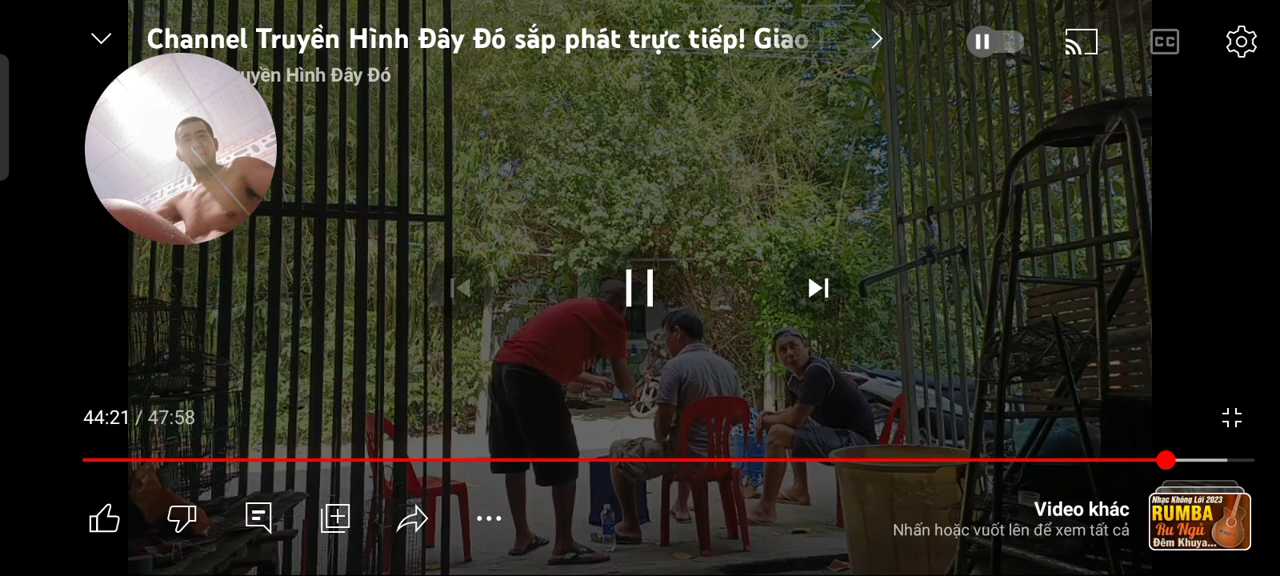 Channel Truyền Hình Đây Đó sắp phát trực tiếp! Giao
uyền Hình Đây Đó
CC
44:21 / 47:58
Video khác
Nhấn hoặc vuốt lên để xem tất cả
Nhạc Không Lời 2023
RUMBA
Ru Ngủ
Đêm Khuya...